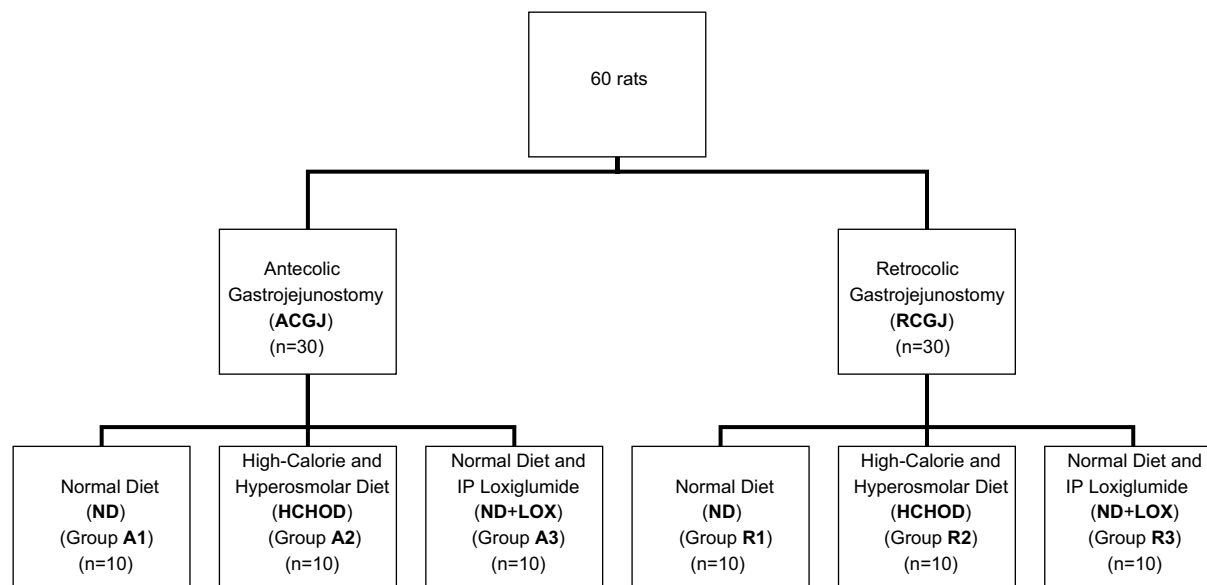 60 rats
Antecolic
Gastrojejunostomy
(ACGJ)
(n=30)
Retrocolic
Gastrojejunostomy
(RCGJ)
(n=30)
Normal Diet
(ND)
(Group A1)
(n=10)
High-Calorie and
Hyperosmolar Diet
(HCHOD)
(Group A2)
(n=10)
Normal Diet and
IP Loxiglumide
(ND+LOX)
(Group A3)
(n=10)
Normal Diet
(ND)
(Group R1)
(n=10)
High-Calorie and
Hyperosmolar Diet
(HCHOD)
(Group R2)
(n=10)
Normal Diet and
IP Loxiglumide
(ND+LOX)
(Group R3)
(n=10)